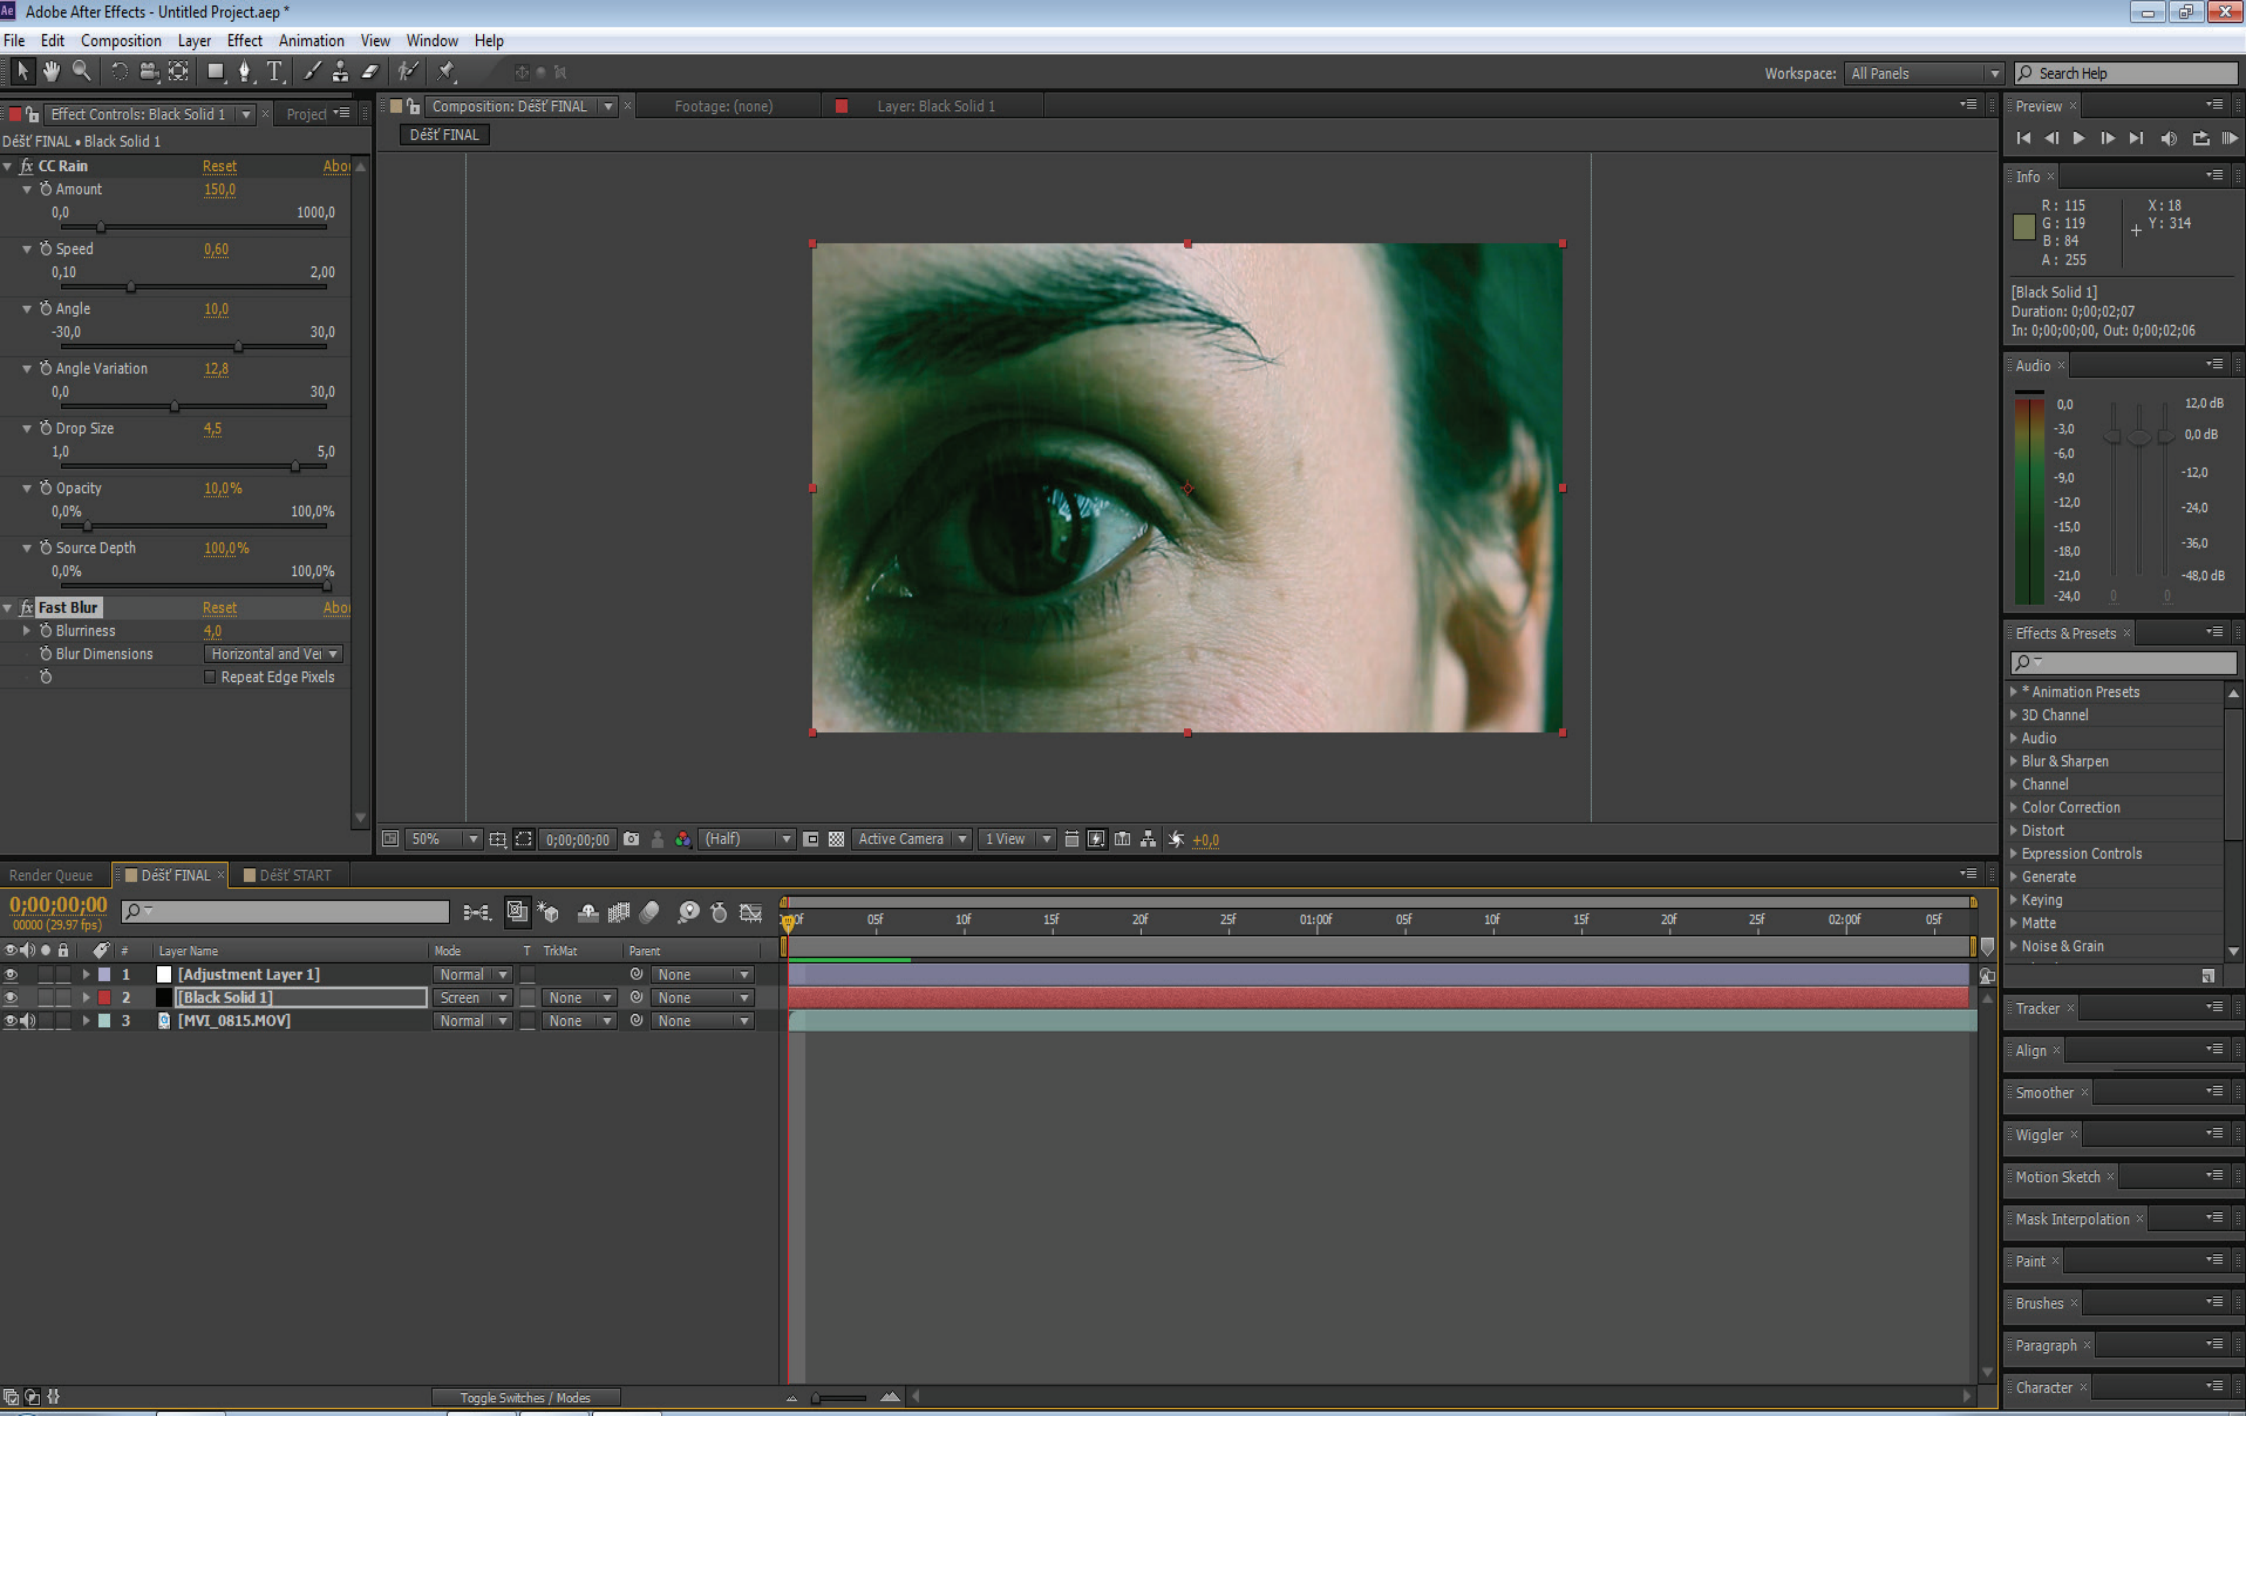 Ae Adobe After Effects - Untitled Project.aep *
File Edit Composition Layer Effect Animation View Window Help
Workspace: All Panels Search Help
Effect Controls: Black Solid 1 Project
Déšť FINAL • Black Solid 1
fx CC Rain Reset Abo
Amount 150,0
0,0 1000,0
Speed 0,60
0,10 2,00
Angle 10,0
-30,0 30,0
Angle Variation 12,8
0,0 30,0
Drop Size 4,5
1,0 5,0
Opacity 10,0%
0,0% 100,0%
Source Depth 100,0%
0,0% 100,0%
fx Fast Blur Reset Abo
Blurriness 4,0
Blur Dimensions Horizontal and Ver
Repeat Edge Pixels
Composition: Déšť FINAL Footage: (none) Layer: Black Solid 1
Déšť FINAL
50% 0;00;00;00 (Half) Active Camera 1 View +0,0
Preview
Info
R: 115 X: 18
G: 119 Y: 314
B: 84
A: 255
[Black Solid 1]
Duration: 0;00;02;07
In: 0;00;00;00, Out: 0;00;02;06
Audio
0,0 12,0 dB
-3,0 0,0 dB
-6,0
-9,0 -12,0
-12,0 -24,0
-15,0
-18,0 -36,0
-21,0 -48,0 dB
-24,0 0 0
Effects & Presets
* Animation Presets
3D Channel
Audio
Blur & Sharpen
Channel
Color Correction
Distort
Expression Controls
Generate
Keying
Matte
Noise & Grain
Tracker
Align
Smoother
Wiggler
Motion Sketch
Mask Interpolation
Paint
Brushes
Paragraph
Character
Render Queue Déšť FINAL Déšť START
0;00;00;00
00000 (29.97 fps)
05f 10f 15f 20f 25f 01:00f 05f 10f 15f 20f 25f 02:00f 05f
# Layer Name Mode T TrkMat Parent
1 [Adjustment Layer 1] Normal None
2 [Black Solid 1] Screen None None
3 [MVI_0815.MOV] Normal None None
Toggle Switches / Modes